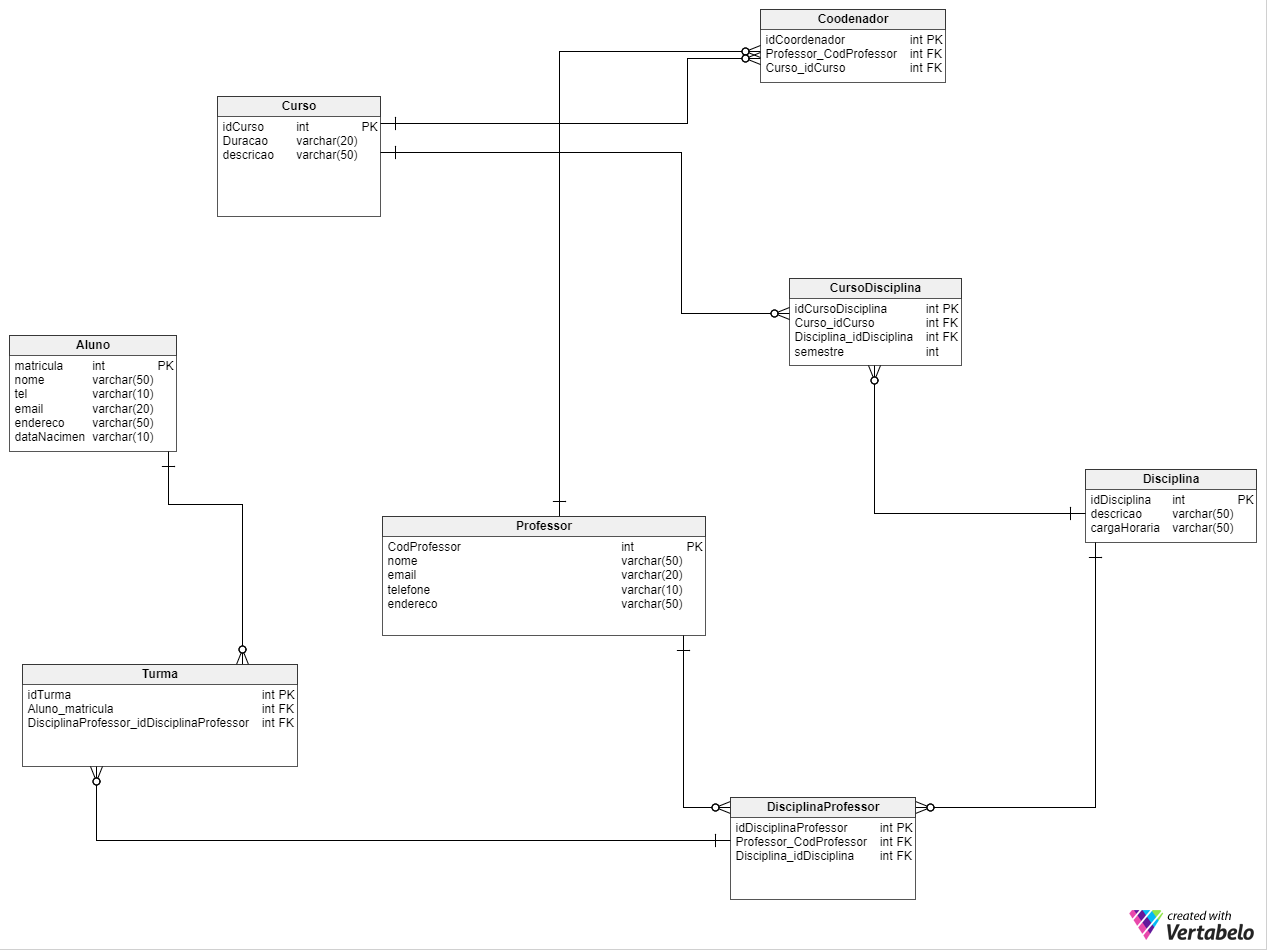 Coodenador
idCoordenador int PK
Professor_CodProfessor int FK
Curso_idCurso int FK
Curso
idCurso int PK
Duracao varchar(20)
descricao varchar(50)
CursoDisciplina
idCursoDisciplina int PK
Curso_idCurso int FK
Disciplina_idDisciplina int FK
semestre int
Aluno
matricula int PK
nome varchar(50)
tel varchar(10)
email varchar(20)
endereco varchar(50)
dataNacimen varchar(10)
Disciplina
idDisciplina int PK
descricao varchar(50)
cargaHoraria varchar(50)
Professor
CodProfessor int PK
nome varchar(50)
email varchar(20)
telefone varchar(10)
endereco varchar(50)
Turma
idTurma int PK
Aluno_matricula int FK
DisciplinaProfessor_idDisciplinaProfessor int FK
DisciplinaProfessor
idDisciplinaProfessor int PK
Professor_CodProfessor int FK
Disciplina_idDisciplina int FK
created with
Vertabelo